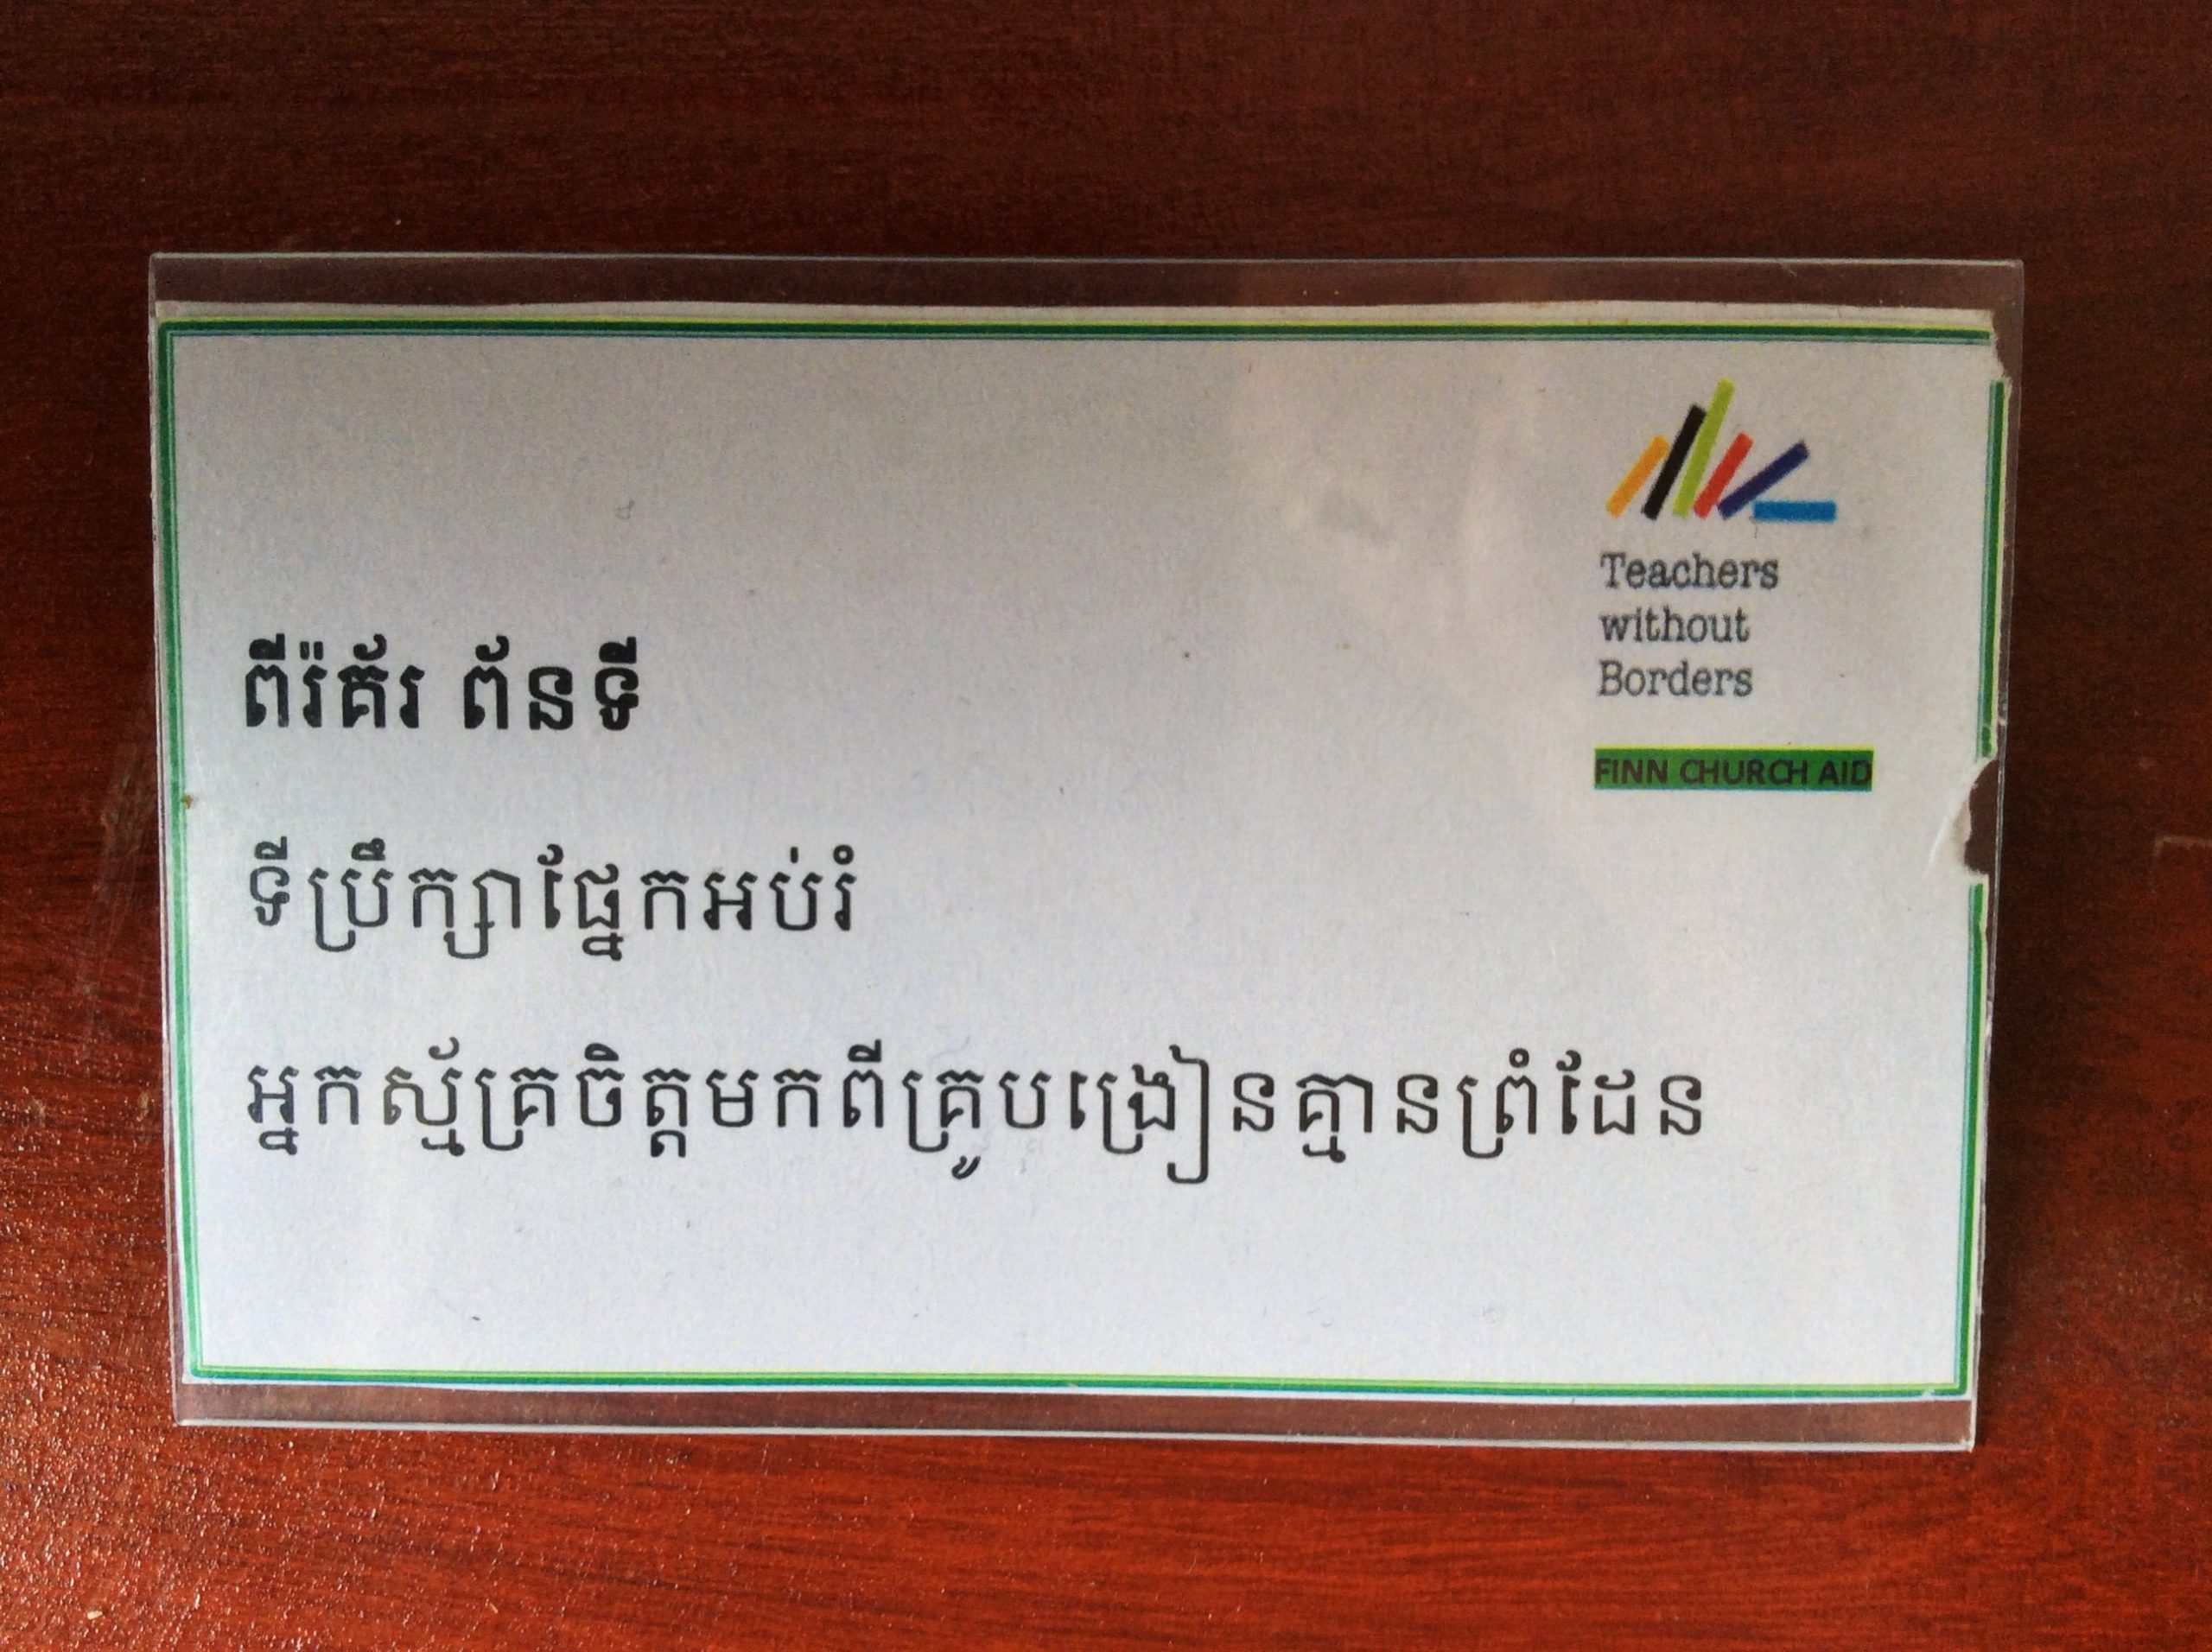 Teachers
without
Borders
FINN CHURCH AID
ពីរ៉គ័រ ព័នទី
ទីប្រឹក្សាផ្នែកអប់រំ
អ្នកស្ម័គ្រចិត្តមកពីគ្រូបង្រៀនគ្មានព្រំដែន